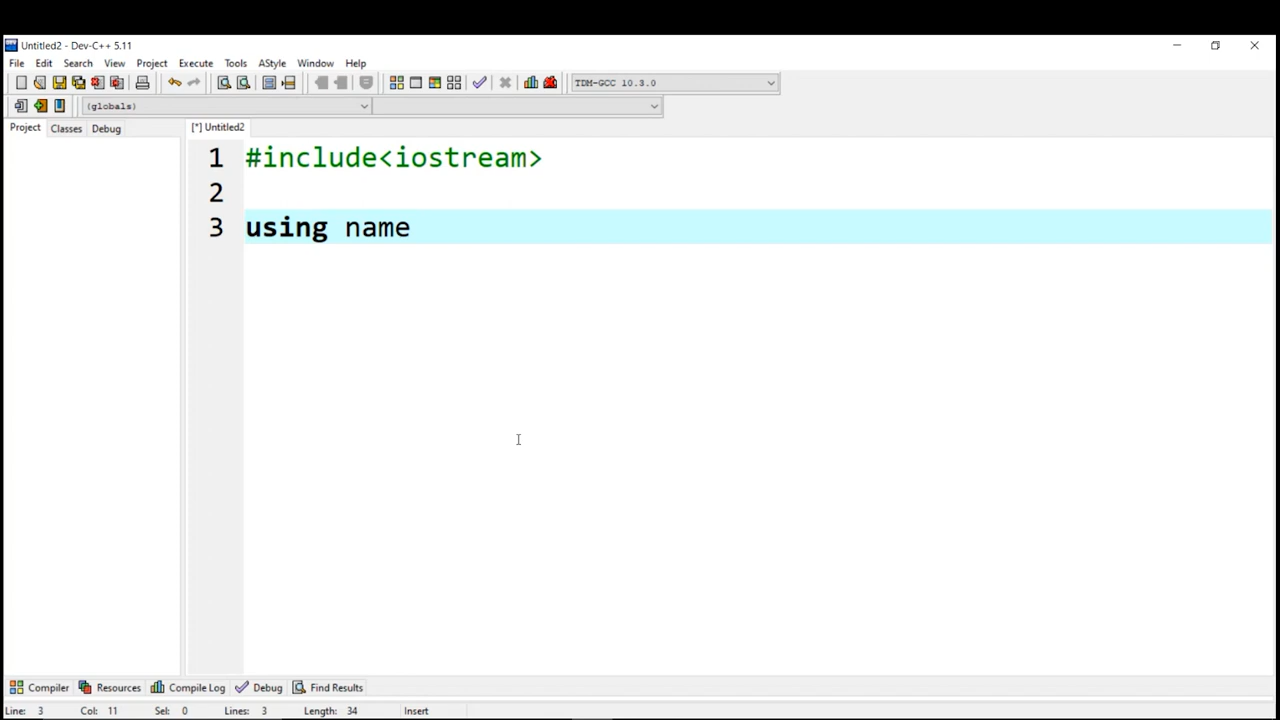 Untitled2 - Dev-C++ 5.11
File Edit Search View Project Execute Tools AStyle Window Help
TDM-GCC 10.3.0
(globals)
Project Classes Debug
[*] Untitled2
1 #include<iostream>
2
3 using name
Compiler Resources Compile Log Debug Find Results
Line: 3 Col: 11 Sel: 0 Lines: 3 Length: 34 Insert